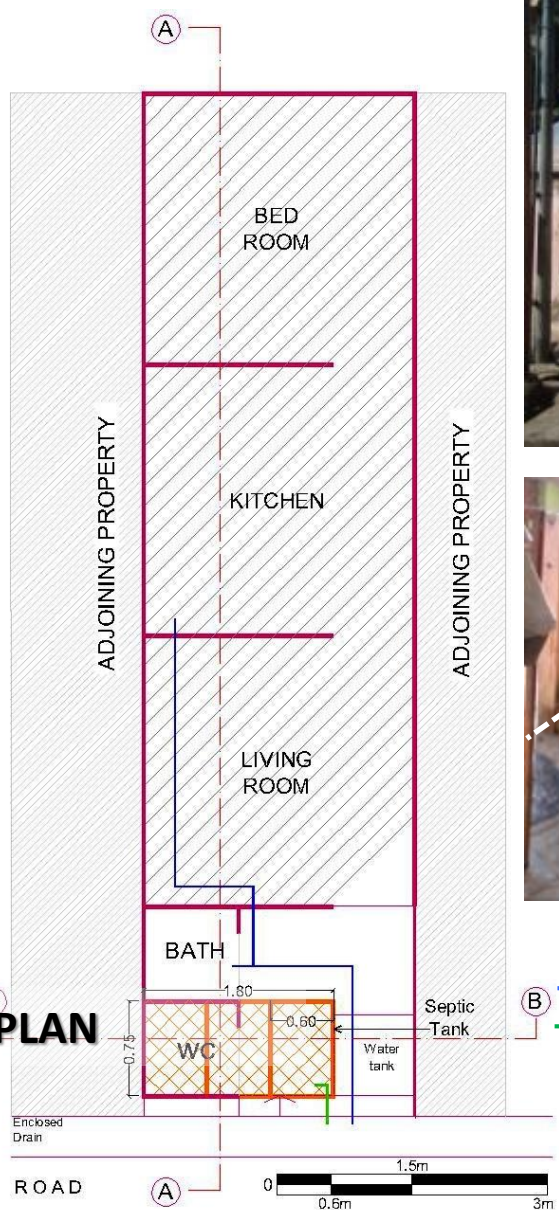 A
BED
ROOM
ADJOINING PROPERTY
KITCHEN
ADJOINING PROPERTY
LIVING
ROOM
BATH
1.80
0.60
PLAN
0.75
WC
Septic
Tank
Water
tank
B
Enclosed
Drain
ROAD
A
0
1.5m
0.6m
3m